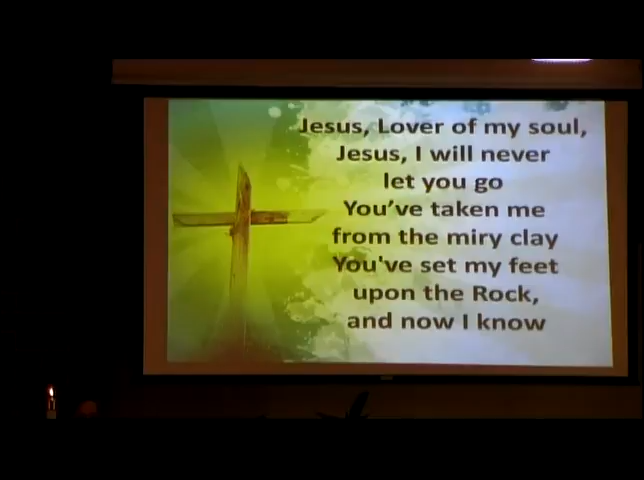 Jesus, Lover of my soul,
Jesus, I will never
let you go
You've taken me
from the miry clay
You've set my feet
upon the Rock,
and now I know